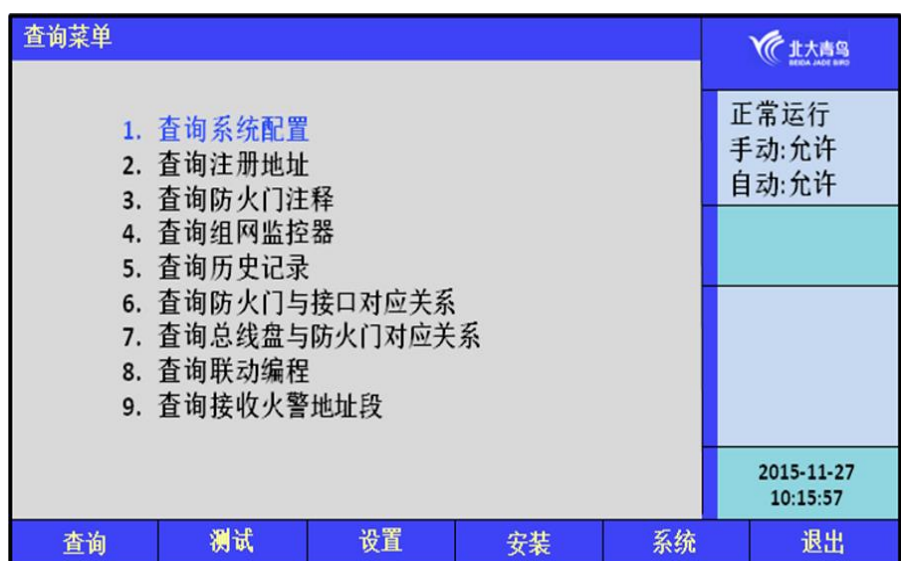 查询菜单
北大青鸟
BEIDA JADE BIRD
1. 查询系统配置
2. 查询注册地址
3. 查询防火门注释
4. 查询组网监控器
5. 查询历史记录
6. 查询防火门与接口对应关系
7. 查询总线盘与防火门对应关系
8. 查询联动编程
9. 查询接收火警地址段
正常运行
手动:允许
自动:允许
2015-11-27
10:15:57
查询 测试 设置 安装 系统 退出